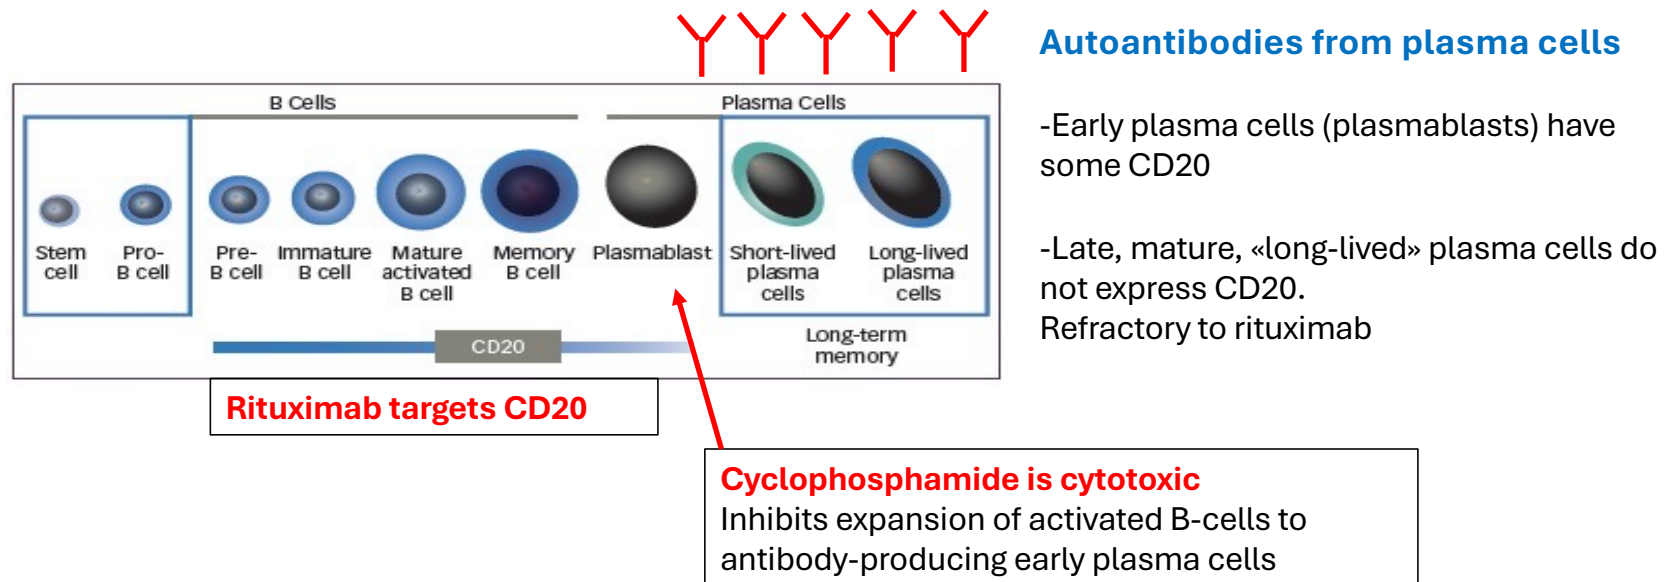 Autoantibodies from plasma cells
B Cells
Plasma Cells
-Early plasma cells (plasmablasts) have
some CD20
Stem
cell
Pro-
B cell
Pre-
B cell
Immature
B cell
Mature
activated
B cell
Memory
B cell
Plasmablast
Short-lived
plasma
cells
Long-lived
plasma
cells
-Late, mature, «long-lived» plasma cells do
not express CD20.
Refractory to rituximab
CD20
Long-term
memory
Rituximab targets CD20
Cyclophosphamide is cytotoxic
Inhibits expansion of activated B-cells to
antibody-producing early plasma cells